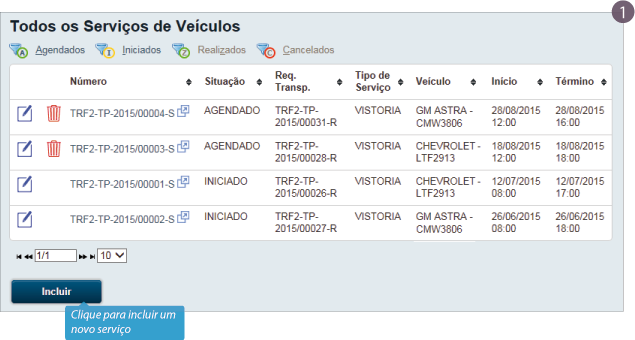 1
Todos os Serviços de Veículos
A Agendados I Iniciados Z Realizados C Cancelados
Número Situação Req. Transp. Tipo de Serviço Veículo Início Término
TRF2-TP-2015/00004-S AGENDADO TRF2-TP-2015/00031-R VISTORIA GM ASTRA - CMW3806 28/08/2015 12:00 28/08/2015 16:00
TRF2-TP-2015/00003-S AGENDADO TRF2-TP-2015/00028-R VISTORIA CHEVROLET - LTF2913 18/08/2015 12:00 18/08/2015 18:00
TRF2-TP-2015/00001-S INICIADO TRF2-TP-2015/00026-R VISTORIA CHEVROLET - LTF2913 12/07/2015 08:00 12/07/2015 17:00
TRF2-TP-2015/00002-S INICIADO TRF2-TP-2015/00027-R VISTORIA GM ASTRA - CMW3806 26/06/2015 08:00 26/06/2015 18:00
1/1 10
Incluir
Clique para incluir um
novo serviço